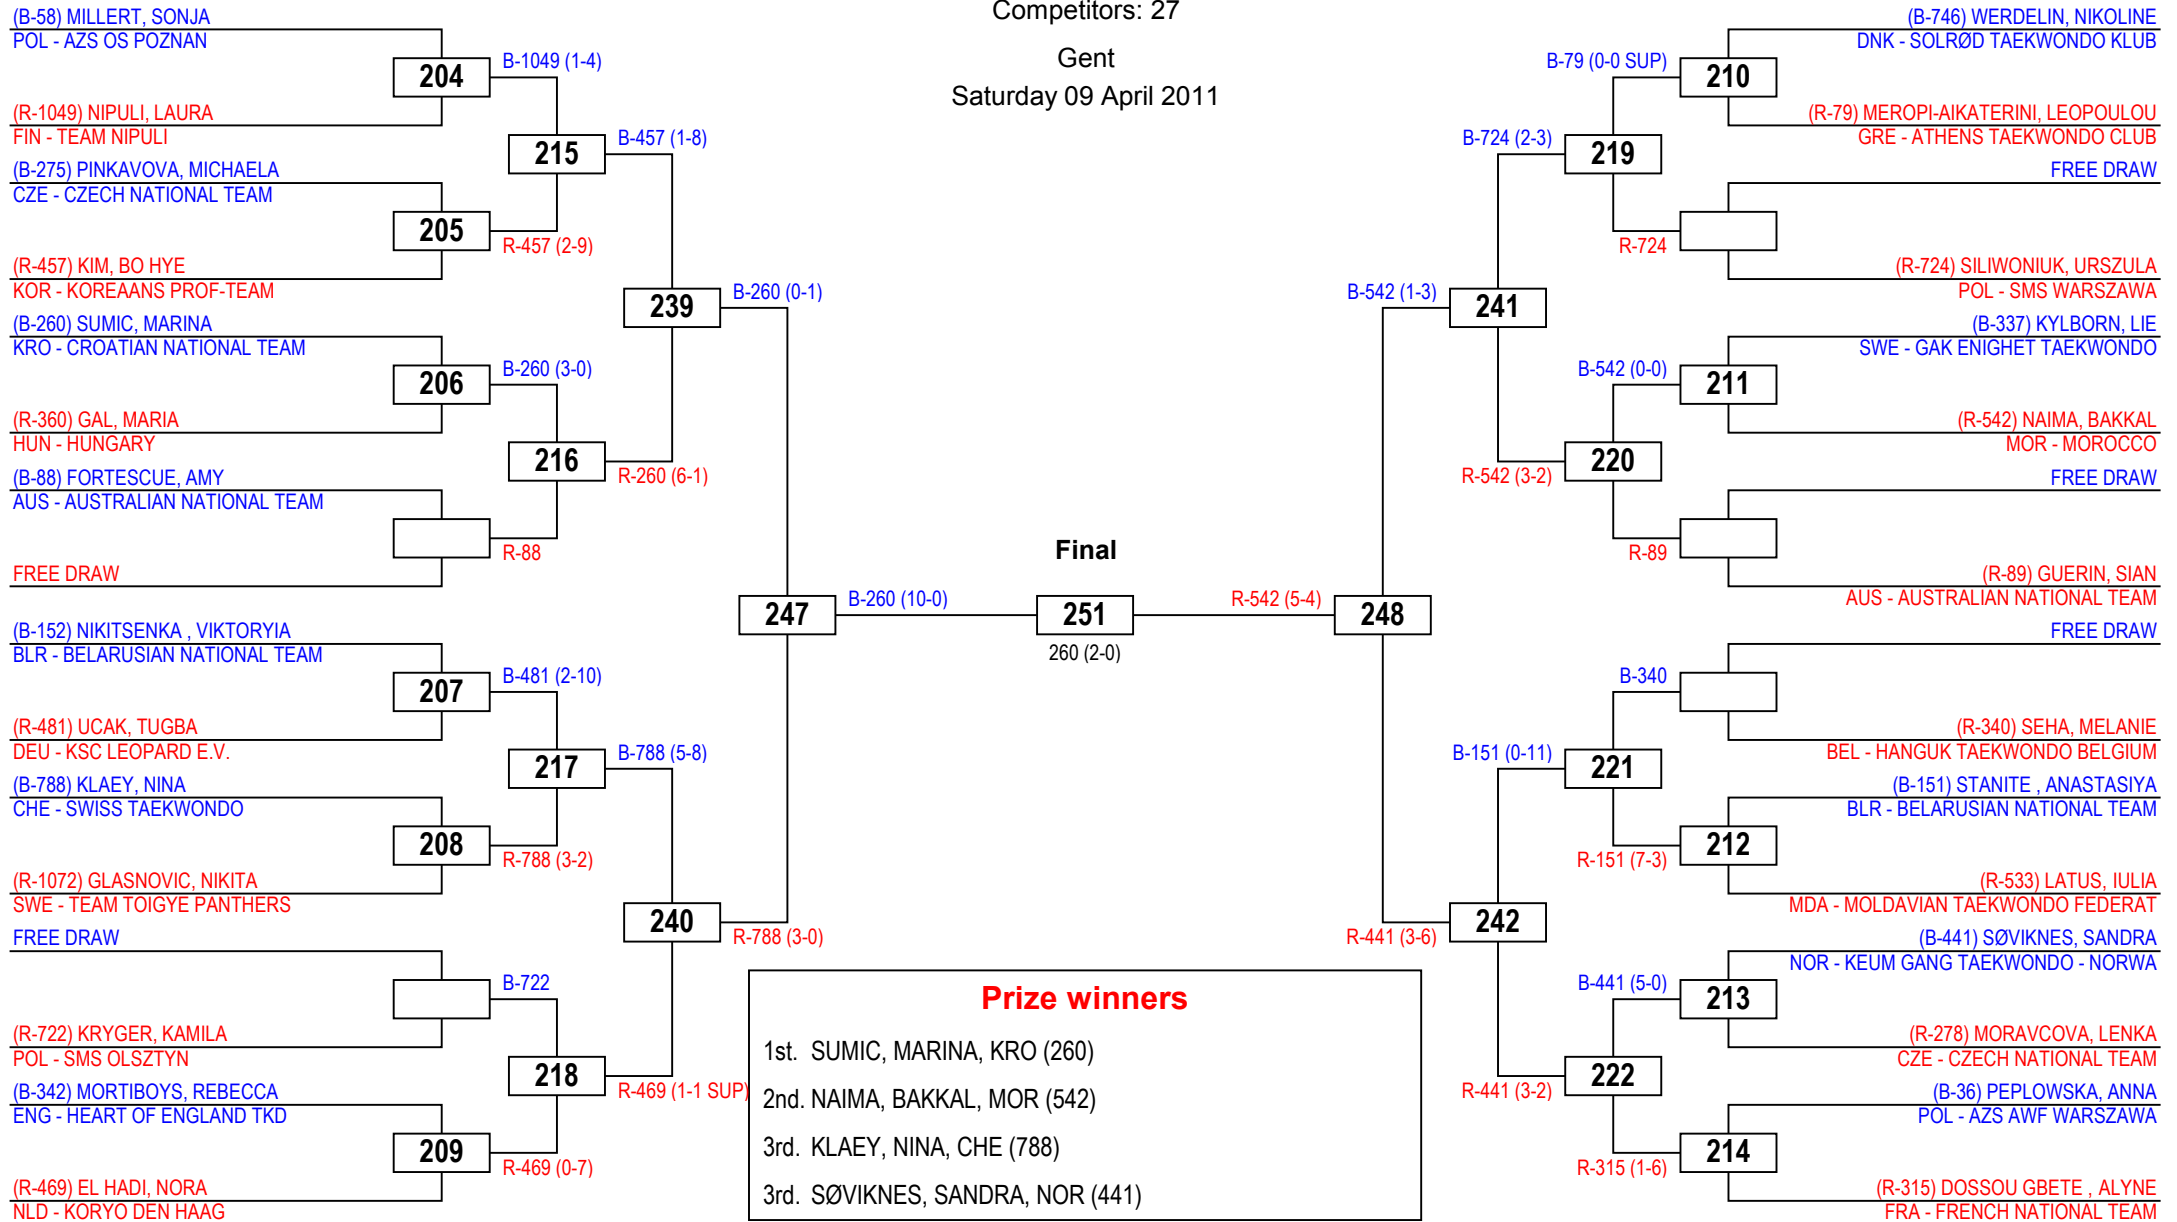 Competitors: 27
Gent
Saturday 09 April 2011
(B-58) MILLERT, SONJA
POL - AZS OS POZNAN
204
B-1049 (1-4)
(R-1049) NIPULI, LAURA
FIN - TEAM NIPULI
215
B-457 (1-8)
(B-275) PINKAVOVA, MICHAELA
CZE - CZECH NATIONAL TEAM
205
R-457 (2-9)
(R-457) KIM, BO HYE
KOR - KOREAANS PROF-TEAM
239
B-260 (0-1)
(B-260) SUMIC, MARINA
KRO - CROATIAN NATIONAL TEAM
206
B-260 (3-0)
(R-360) GAL, MARIA
HUN - HUNGARY
216
R-260 (6-1)
(B-88) FORTESCUE, AMY
AUS - AUSTRALIAN NATIONAL TEAM
R-88
FREE DRAW
247
B-260 (10-0)
(B-152) NIKITSENKA , VIKTORYIA
BLR - BELARUSIAN NATIONAL TEAM
207
B-481 (2-10)
(R-481) UCAK, TUGBA
DEU - KSC LEOPARD E.V.
217
B-788 (5-8)
(B-788) KLAEY, NINA
CHE - SWISS TAEKWONDO
208
R-788 (3-2)
(R-1072) GLASNOVIC, NIKITA
SWE - TEAM TOIGYE PANTHERS
240
R-788 (3-0)
FREE DRAW
B-722
(R-722) KRYGER, KAMILA
POL - SMS OLSZTYN
218
R-469 (1-1 SUP)
(B-342) MORTIBOYS, REBECCA
ENG - HEART OF ENGLAND TKD
209
R-469 (0-7)
(R-469) EL HADI, NORA
NLD - KORYO DEN HAAG
Final
251
260 (2-0)
(B-746) WERDELIN, NIKOLINE
DNK - SOLRØD TAEKWONDO KLUB
B-79 (0-0 SUP)
210
(R-79) MEROPI-AIKATERINI, LEOPOULOU
GRE - ATHENS TAEKWONDO CLUB
B-724 (2-3)
219
FREE DRAW
R-724
(R-724) SILIWONIUK, URSZULA
POL - SMS WARSZAWA
B-542 (1-3)
241
(B-337) KYLBORN, LIE
SWE - GAK ENIGHET TAEKWONDO
B-542 (0-0)
211
(R-542) NAIMA, BAKKAL
MOR - MOROCCO
R-542 (3-2)
220
FREE DRAW
R-89
(R-89) GUERIN, SIAN
AUS - AUSTRALIAN NATIONAL TEAM
R-542 (5-4)
248
FREE DRAW
B-340
(R-340) SEHA, MELANIE
BEL - HANGUK TAEKWONDO BELGIUM
B-151 (0-11)
221
(B-151) STANITE , ANASTASIYA
BLR - BELARUSIAN NATIONAL TEAM
R-151 (7-3)
212
(R-533) LATUS, IULIA
MDA - MOLDAVIAN TAEKWONDO FEDERAT
R-441 (3-6)
242
(B-441) SØVIKNES, SANDRA
NOR - KEUM GANG TAEKWONDO - NORWA
B-441 (5-0)
213
(R-278) MORAVCOVA, LENKA
CZE - CZECH NATIONAL TEAM
R-441 (3-2)
222
(B-36) PEPLOWSKA, ANNA
POL - AZS AWF WARSZAWA
R-315 (1-6)
214
(R-315) DOSSOU GBETE , ALYNE
FRA - FRENCH NATIONAL TEAM
Prize winners
1st. SUMIC, MARINA, KRO (260)
2nd. NAIMA, BAKKAL, MOR (542)
3rd. KLAEY, NINA, CHE (788)
3rd. SØVIKNES, SANDRA, NOR (441)